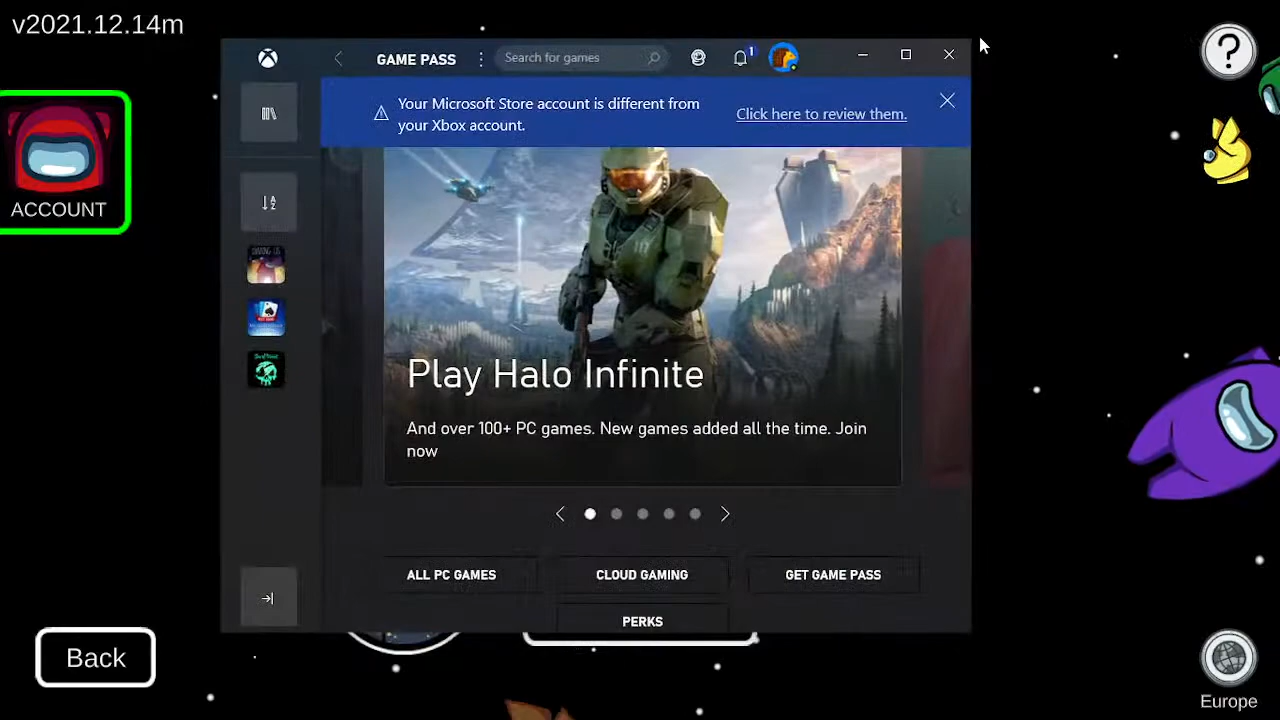 v2021.12.14m
GAME PASS
Search for games
1
Your Microsoft Store account is different from
your Xbox account.
Click here to review them.
ACCOUNT
AMONG US
Play Halo Infinite
And over 100+ PC games. New games added all the time. Join
now
ALL PC GAMES
CLOUD GAMING
GET GAME PASS
PERKS
Back
Europe